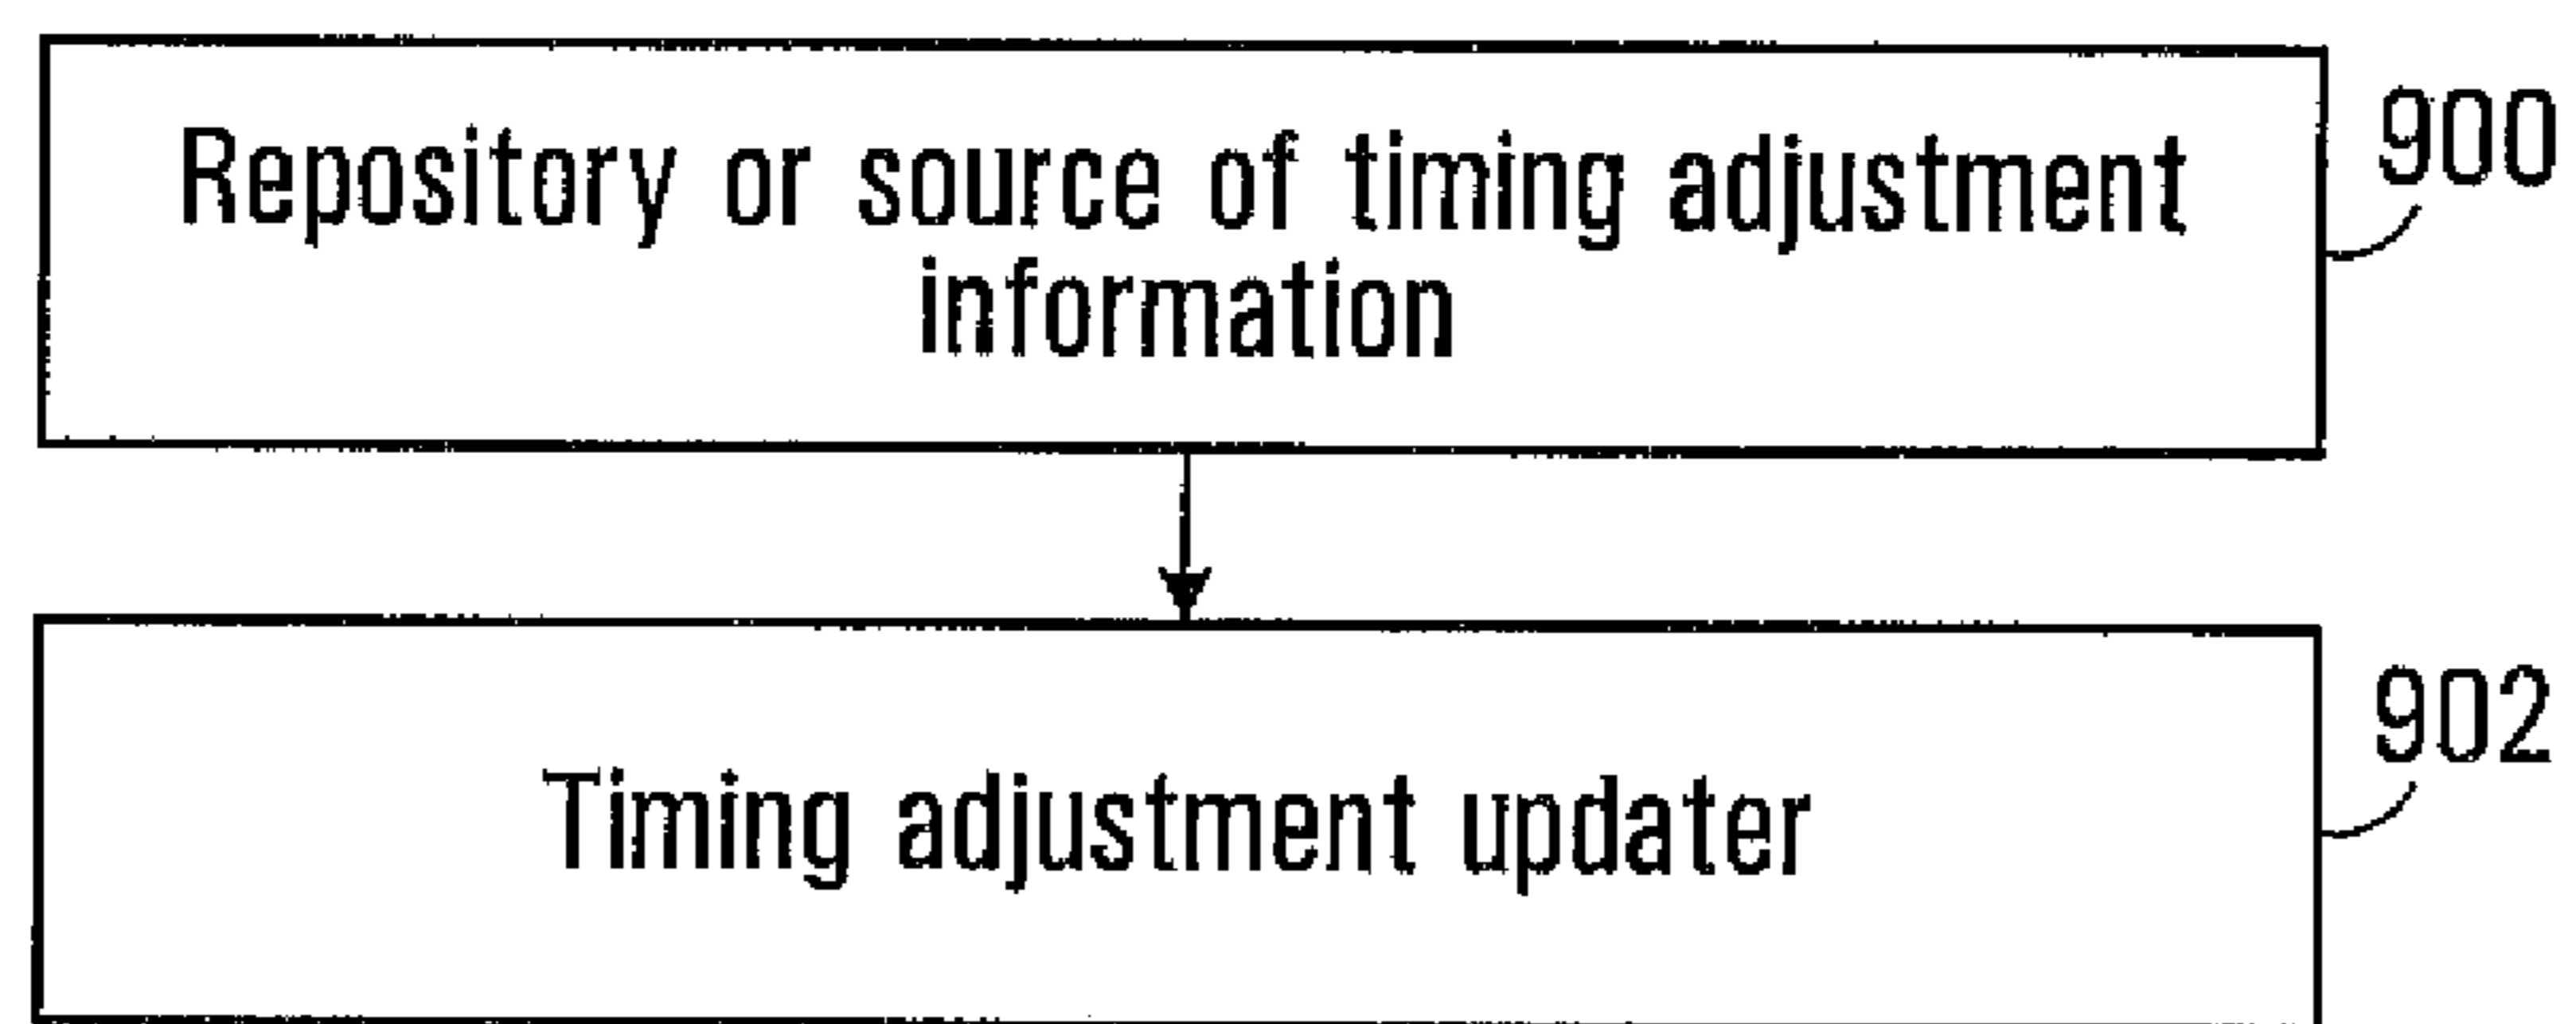 Repository or source of timing adjustment
information
900
Timing adjustment updater
902